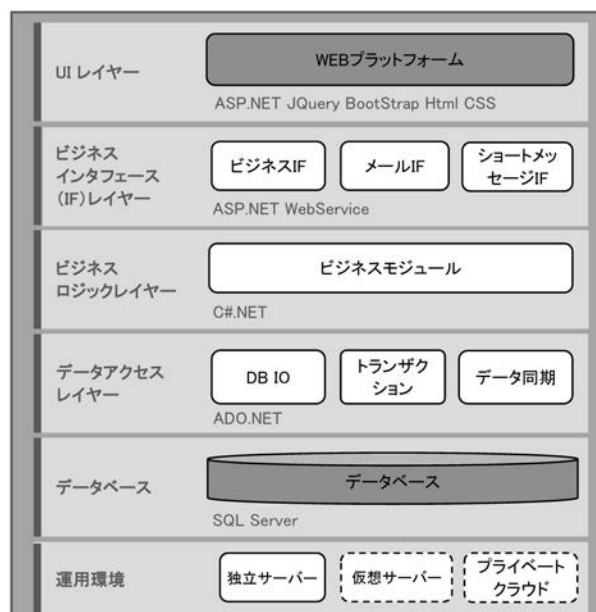 UI レイヤー
WEBプラットフォーム
ASP.NET JQuery BootStrap Html CSS
ビジネス
インタフェース
(IF)レイヤー
ビジネスIF
メールIF
ショートメッ
セージIF
ASP.NET WebService
ビジネス
ロジックレイヤー
ビジネスモジュール
C#.NET
データアクセス
レイヤー
DB IO
トランザク
ション
データ同期
ADO.NET
データベース
データベース
SQL Server
運用環境
独立サーバー
仮想サーバー
プライベート
クラウド